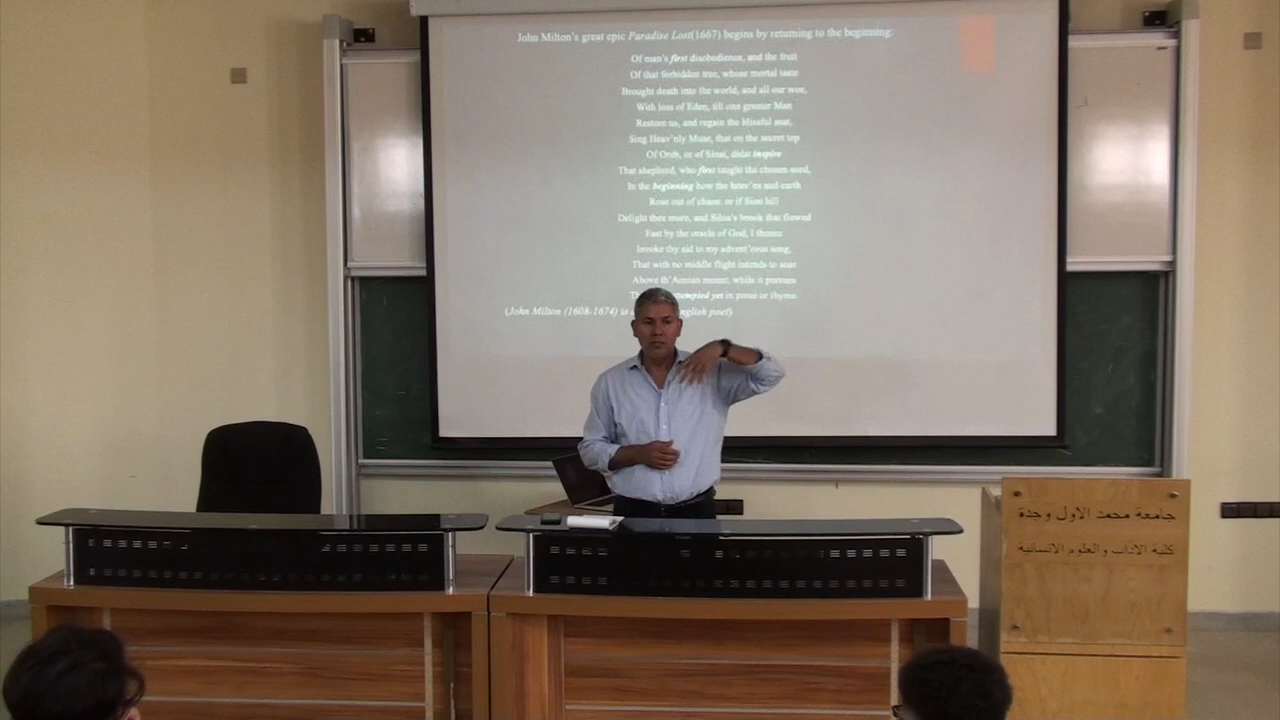 John Milton's great epic Paradise Lost(1667) begins by returning to the beginning:
Of man's first disobedience, and the fruit
Of that forbidden tree, whose mortal taste
Brought death into the world, and all our woe,
With loss of Eden, till one greater Man
Restore us, and regain the blissful seat,
Sing Heav'nly Muse, that on the secret top
Of Oreb, or of Sinai, didst inspire
That shepherd, who first taught the chosen seed,
In the beginning how the heav'ns and earth
Rose out of chaos: or if Sion hill
Delight thee more, and Siloa's brook that flowed
Fast by the oracle of God, I thence
Invoke thy aid to my advent'rous song,
That with no middle flight intends to soar
Above th'Aonian mount, while it pursues
yet in prose or rhyme.
(John Milton (1608-1674) is poet)
جامعة محمد الاول وجدة
كلية الاداب والعلوم الانسانية